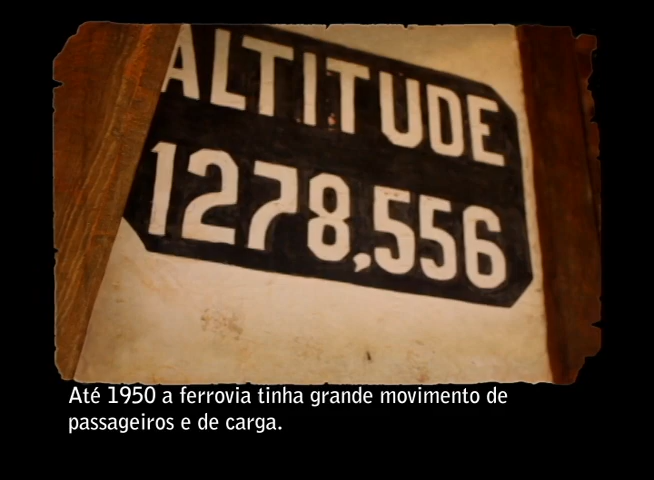 ALTITUDE
1278,556
Até 1950 a ferrovia tinha grande movimento de
passageiros e de carga.